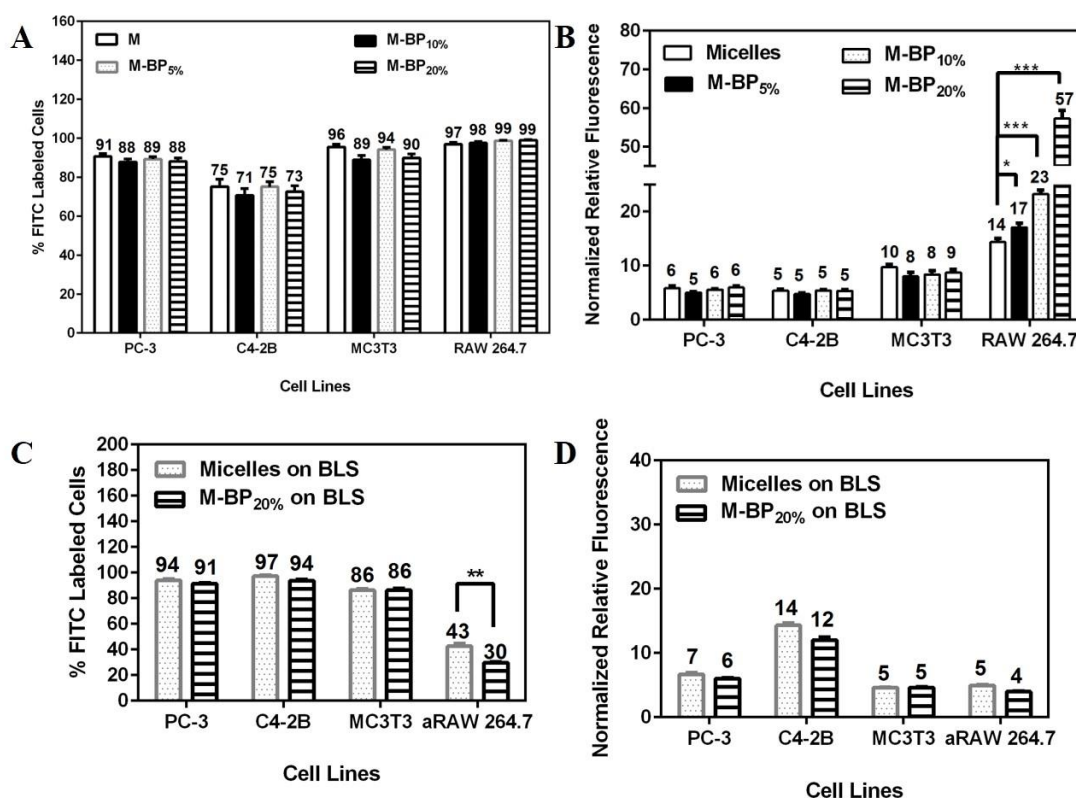 A
% FITC Labeled Cells
160
140
120
100
80
60
40
20
0
M
M-BP5%
M-BP10%
M-BP20%
91 88 89 88
75 71 75 73
96 89 94 90
97 98 99 99
PC-3 C4-2B MC3T3 RAW 264.7
Cell Lines
B
Normalized Relative Fluorescence
80
70
60
50
20
10
0
Micelles
M-BP5%
M-BP10%
M-BP20%
6 5 6 6
5 5 5 5
10 8 8 9
14 17 23 57
*
***
***
PC-3 C4-2B MC3T3 RAW 264.7
Cell Lines
C
% FITC Labeled Cells
200
180
160
140
120
100
80
60
40
20
0
Micelles on BLS
M-BP20% on BLS
94 91 97 94 86 86 43 30
**
PC-3 C4-2B MC3T3 aRAW 264.7
Cell Lines
D
Normalized Relative Fluorescence
40
30
20
10
0
Micelles on BLS
M-BP20% on BLS
7 6 14 12 5 5 5 4
PC-3 C4-2B MC3T3 aRAW 264.7
Cell Lines